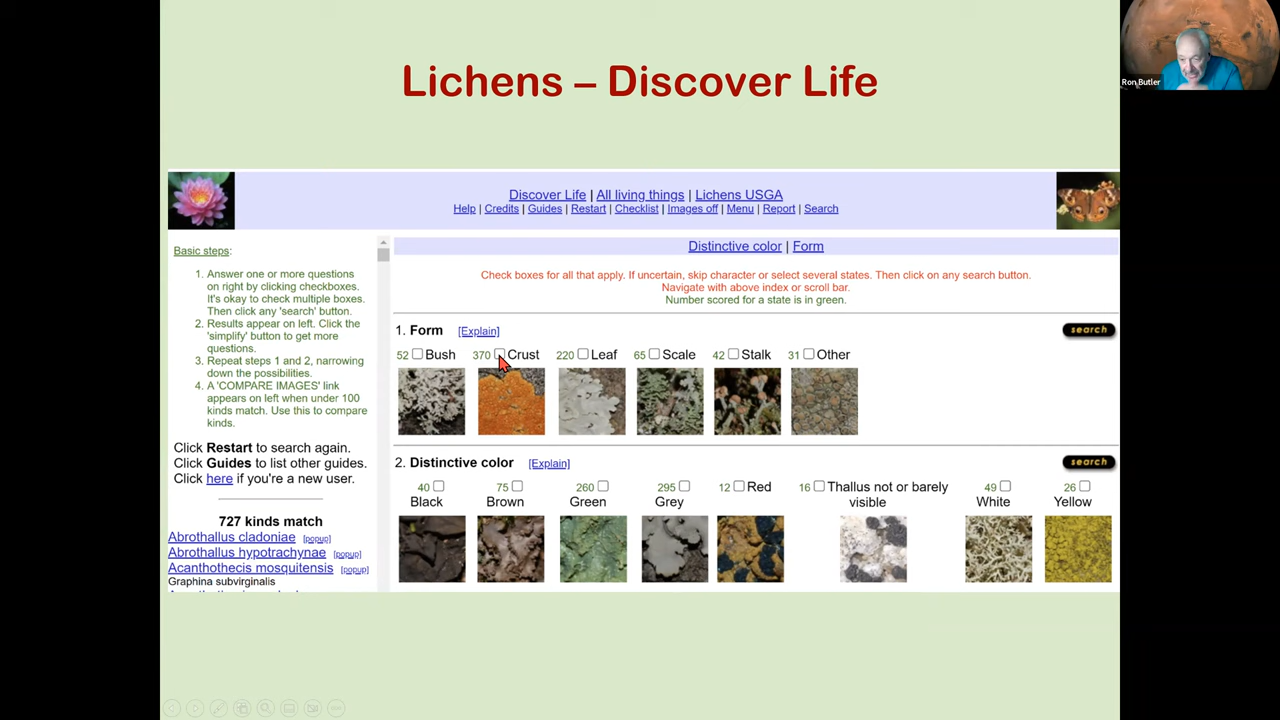 Lichens – Discover Life
Ron Butler
Discover Life | All living things | Lichens USGA
Help | Credits | Guides | Restart | Checklist | Images off | Menu | Report | Search
Basic steps:
1. Answer one or more questions
on right by clicking checkboxes.
It's okay to check multiple boxes.
Then click any 'search' button.
2. Results appear on left. Click the
'simplify' button to get more
questions.
3. Repeat steps 1 and 2, narrowing
down the possibilities.
4. A 'COMPARE IMAGES' link
appears on left when under 100
kinds match. Use this to compare
kinds.
Click Restart to search again.
Click Guides to list other guides.
Click here if you're a new user.
727 kinds match
Abrothallus cladoniae [popup]
Abrothallus hypotrachynae [popup]
Acanthothecis mosquitensis [popup]
Graphina subvirginalis
Distinctive color | Form
Check boxes for all that apply. If uncertain, skip character or select several states. Then click on any search button.
Navigate with above index or scroll bar.
Number scored for a state is in green.
1. Form [Explain] search
52 Bush 370 Crust 220 Leaf 65 Scale 42 Stalk 31 Other
2. Distinctive color [Explain] search
40 Black 75 Brown 260 Green 295 Grey 12 Red 16 Thallus not or barely visible 49 White 26 Yellow